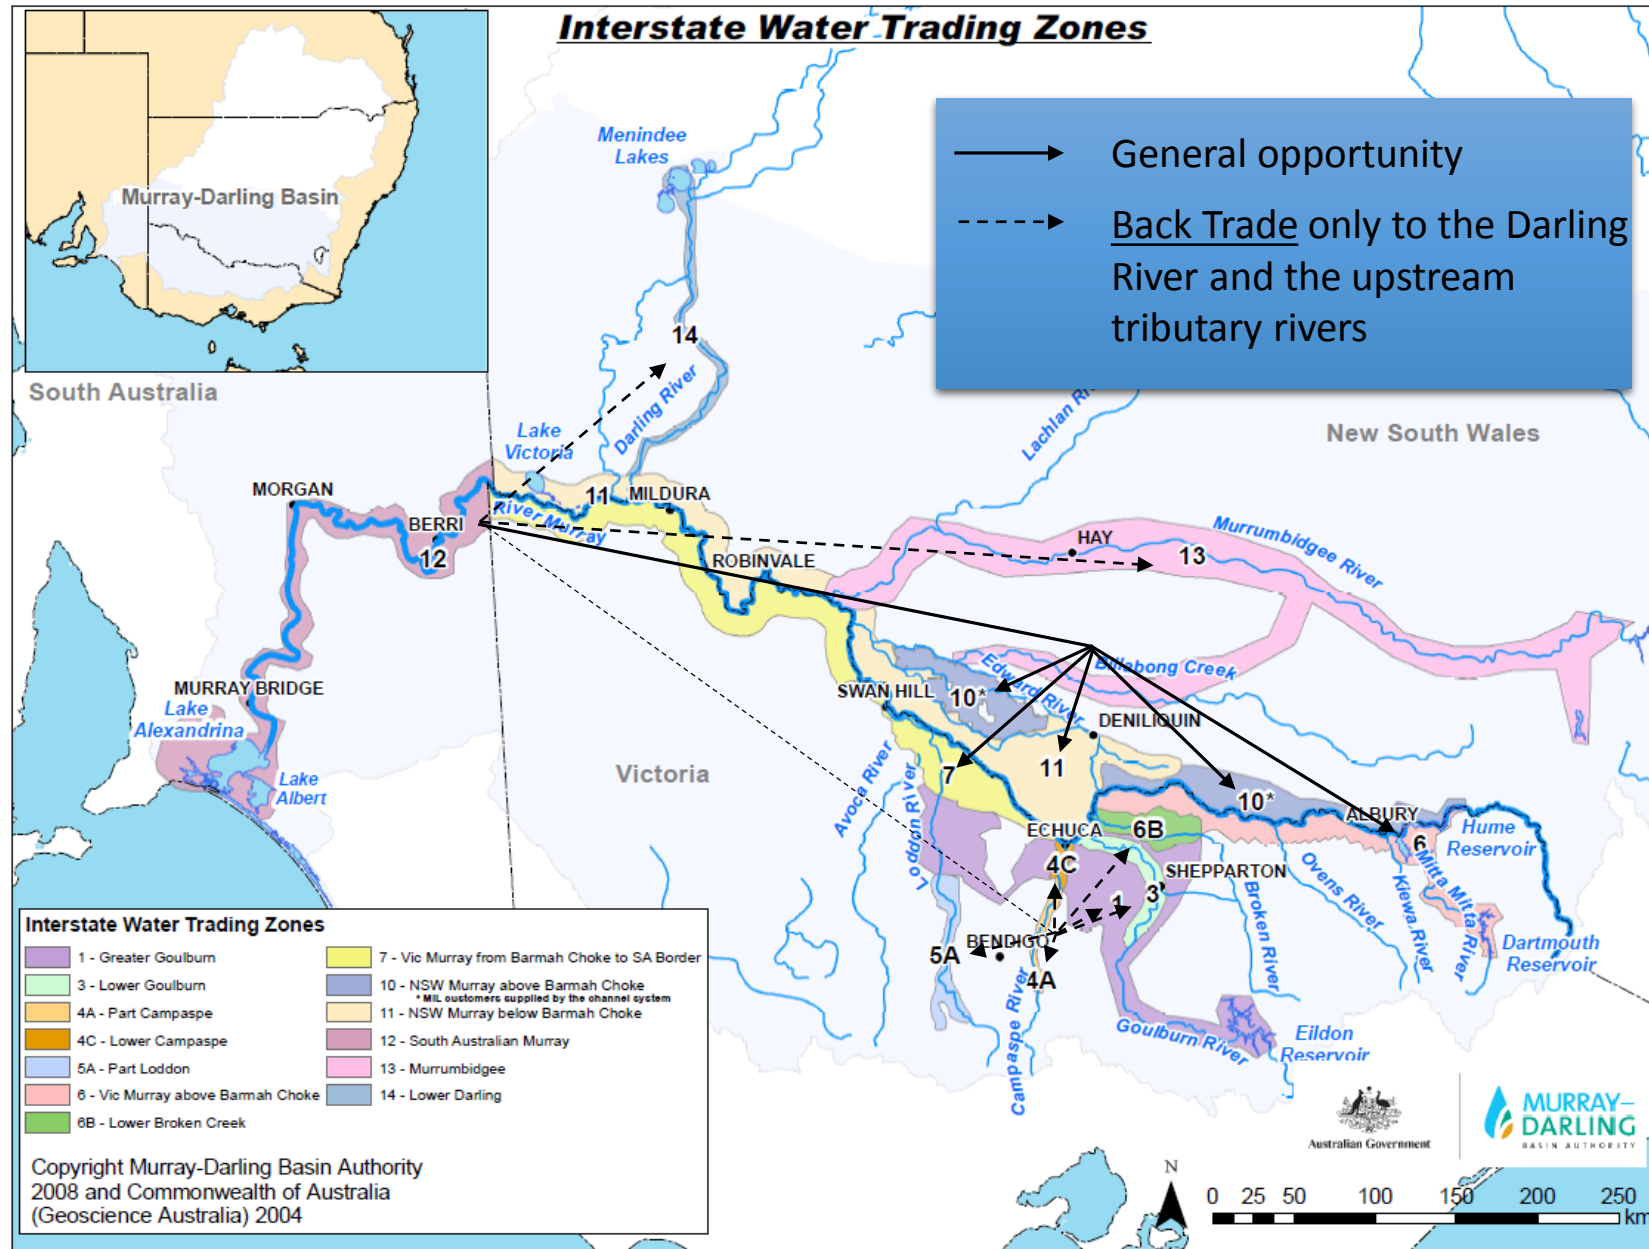 Interstate Water Trading Zones
Murray-Darling Basin
General opportunity
Back Trade only to the Darling
River and the upstream
tributary rivers
Menindee
Lakes
14
Darling River
South Australia
New South Wales
Victoria
Lake
Victoria
Lachlan
MORGAN
BERRI
12
11
MILDURA
River Murray
ROBINVALE
HAY
13
Murrumbidgee River
MURRAY BRIDGE
Lake
Alexandrina
Lake
Albert
SWAN HILL
10*
Edward River
Billabong Creek
DENILIQUIN
11
7
Avoca River
Loddon River
10*
ALBURY
6
Hume
Reservoir
ECHUCA
6B
4C
SHEPPARTON
3
1
BENDIGO
5A
4A
Campaspe River
Goulburn River
Broken River
Ovens River
Kiewa River
Mitta Mitta River
Dartmouth
Reservoir
Eildon
Reservoir
Interstate Water Trading Zones
1 - Greater Goulburn
3 - Lower Goulburn
4A - Part Campaspe
4C - Lower Campaspe
5A - Part Loddon
6 - Vic Murray above Barmah Choke
6B - Lower Broken Creek
7 - Vic Murray from Barmah Choke to SA Border
10 - NSW Murray above Barmah Choke
* MIL customers supplied by the channel system
11 - NSW Murray below Barmah Choke
12 - South Australian Murray
13 - Murrumbidgee
14 - Lower Darling
Copyright Murray-Darling Basin Authority
2008 and Commonwealth of Australia
(Geoscience Australia) 2004
Australian Government
MURRAY–
DARLING
BASIN AUTHORITY
N
0 25 50 100 150 200 250
km